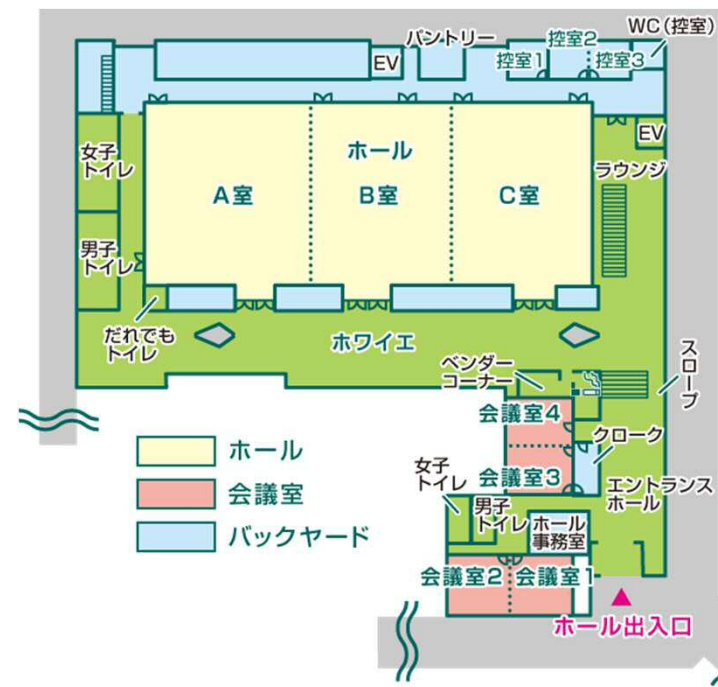 WC(控室)
パントリー
控室2
EV
控室1
控室3
EV
女子
トイレ
ホール
ラウンジ
A室
B室
C室
男子
トイレ
だれでも
トイレ
ホワイエ
ベンダー
コーナー
スロープ
会議室4
ホール
クローク
女子
トイレ
会議室3
会議室
エントランス
ホール
男子
トイレ
ホール
事務室
バックヤード
会議室2
会議室1
ホール出入口